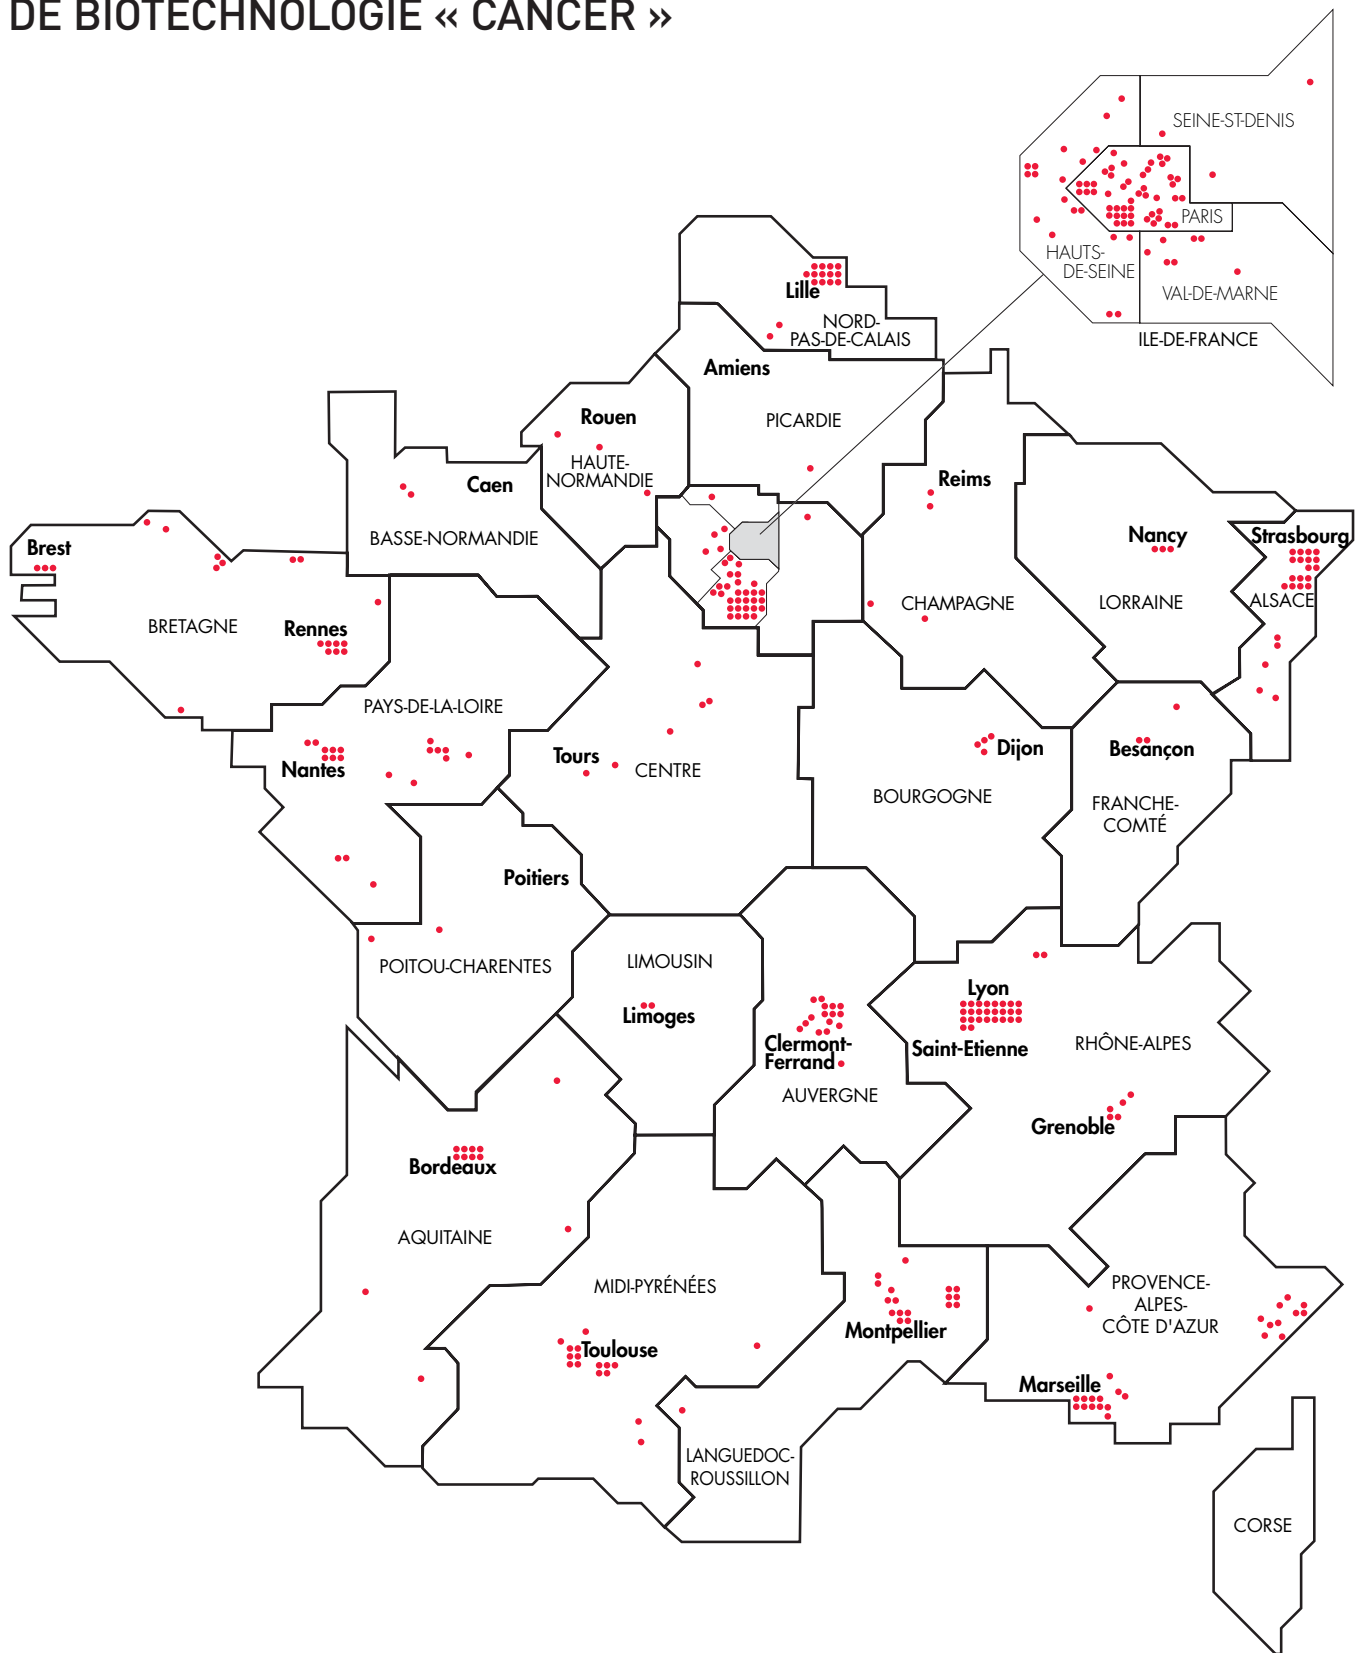 DE BIOTECHNOLOGIE « CANCER »
SEINE-ST-DENIS
PARIS
HAUTS-
DE-SEINE
VAL-DE-MARNE
ILE-DE-FRANCE
Lille
NORD-
PAS-DE-CALAIS
Amiens
PICARDIE
Rouen
HAUTE-
NORMANDIE
Caen
BASSE-NORMANDIE
Reims
CHAMPAGNE
Nancy
LORRAINE
Strasbourg
ALSACE
Brest
BRETAGNE
Rennes
PAYS-DE-LA-LOIRE
Nantes
Tours
CENTRE
Dijon
BOURGOGNE
Besançon
FRANCHE-
COMTÉ
Poitiers
POITOU-CHARENTES
LIMOUSIN
Limoges
Clermont-
Ferrand
AUVERGNE
Lyon
Saint-Etienne
RHÔNE-ALPES
Grenoble
Bordeaux
AQUITAINE
MIDI-PYRÉNÉES
Toulouse
Montpellier
LANGUEDOC-
ROUSSILLON
PROVENCE-
ALPES-
CÔTE D'AZUR
Marseille
CORSE